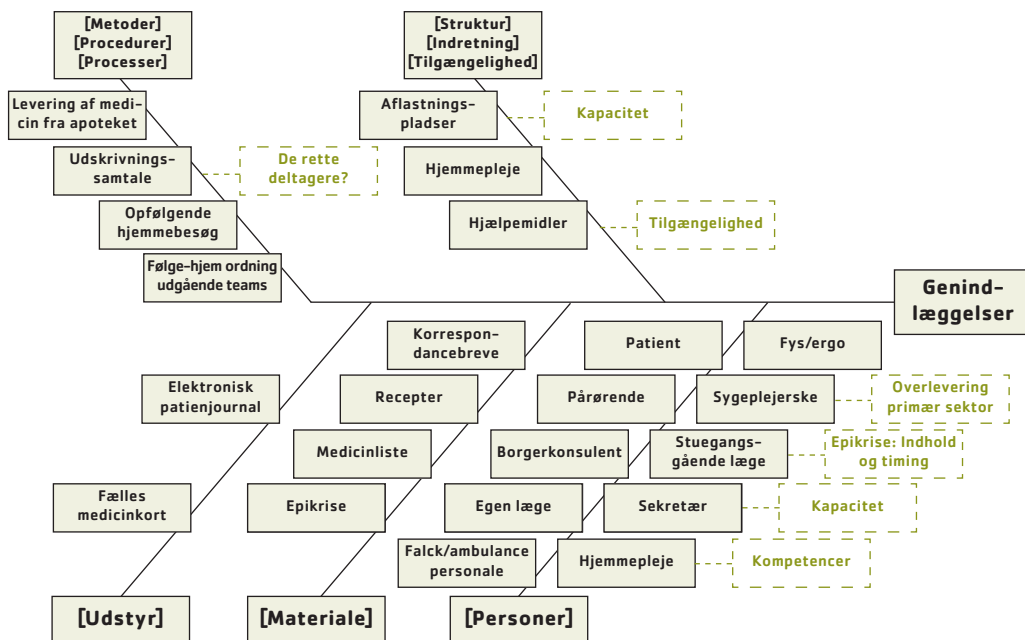 [Metoder]
[Procedurer]
[Processer]
[Struktur]
[Indretning]
[Tilgængelighed]
Levering af medi-
cin fra apoteket
Aflastnings-
pladser
Kapacitet
Udskrivnings-
samtale
De rette
deltagere?
Hjemmepleje
Opfølgende
hjemmebesøg
Hjælpemidler
Tilgængelighed
Følge-hjem ordning
udgående teams
Genind-
læggelser
Korrespon-
dancebreve
Patient
Fys/ergo
Elektronisk
patienjournal
Recepter
Pårørende
Sygeplejerske
Overlevering
primær sektor
Medicinliste
Borgerkonsulent
Stuegangs-
gående læge
Epikrise: Indhold
og timing
Fælles
medicinkort
Epikrise
Egen læge
Sekretær
Kapacitet
Falck/ambulance
personale
Hjemmepleje
Kompetencer
[Udstyr]
[Materiale]
[Personer]